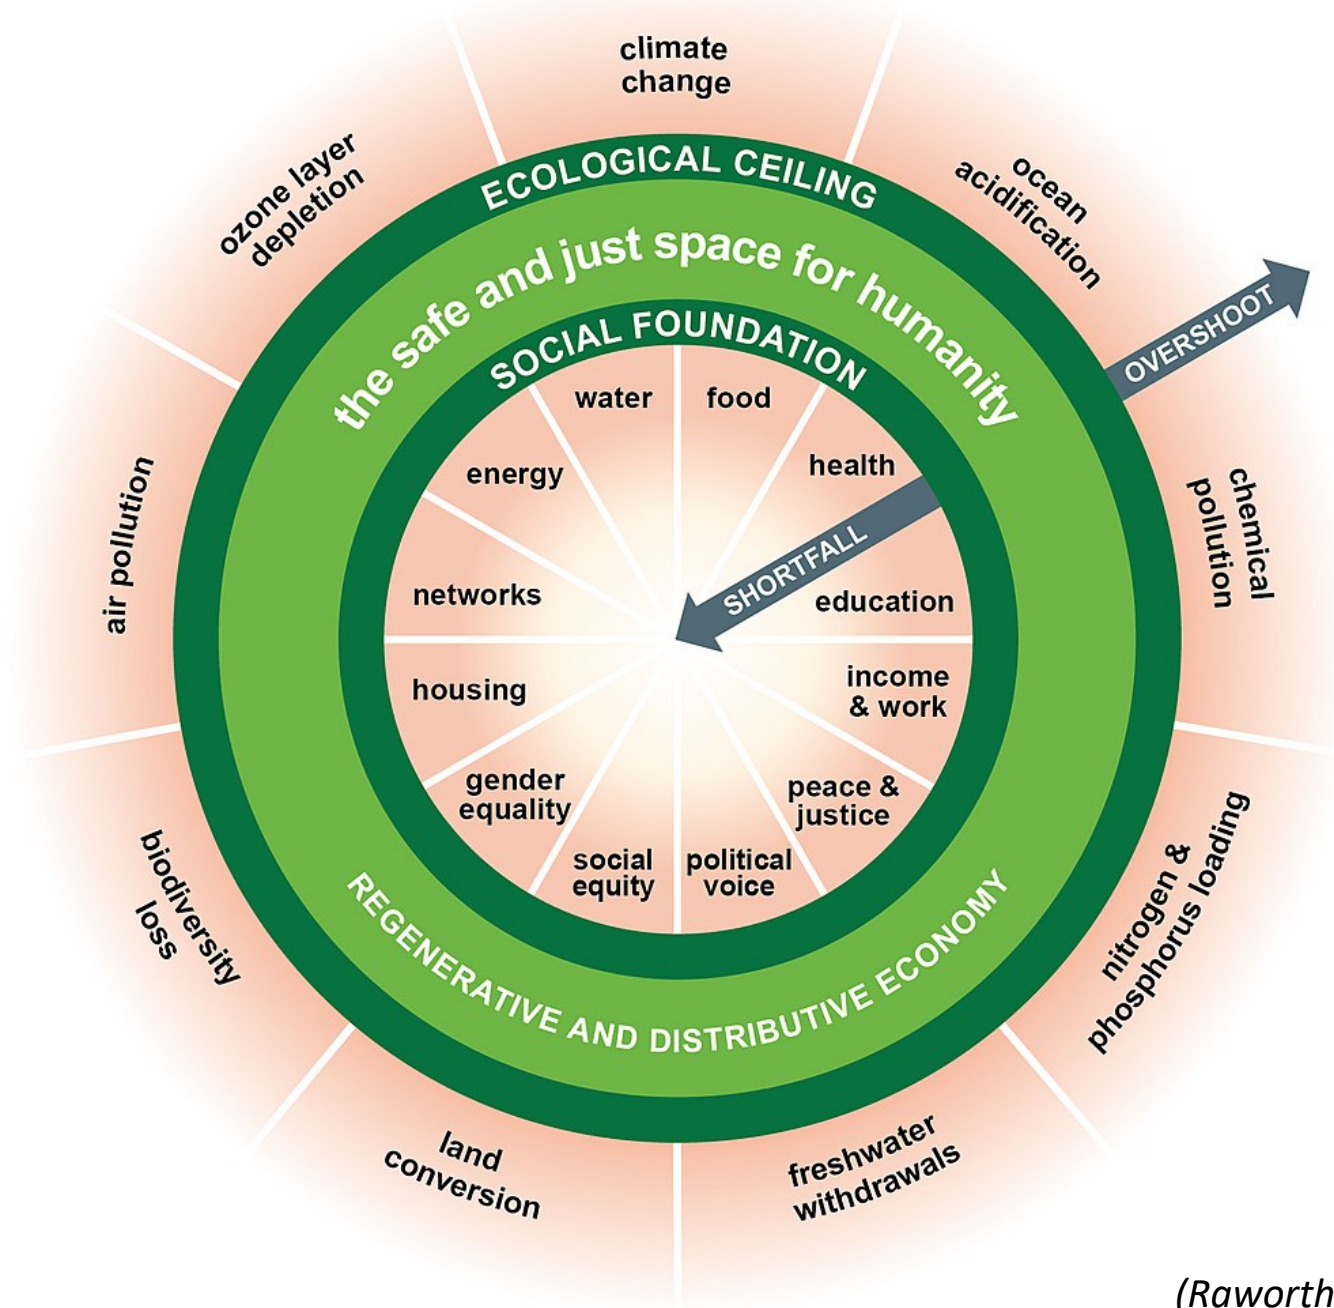 climate
change
ocean
acidification
chemical
pollution
nitrogen &
phosphorus loading
freshwater
withdrawals
land
conversion
biodiversity
loss
air pollution
ozone layer
depletion
ECOLOGICAL CEILING
the safe and just space for humanity
SOCIAL FOUNDATION
OVERSHOOT
SHORTFALL
water
food
health
education
income
& work
peace &
justice
political
voice
social
equity
gender
equality
housing
networks
energy
REGENERATIVE AND DISTRIBUTIVE ECONOMY
(Raworth